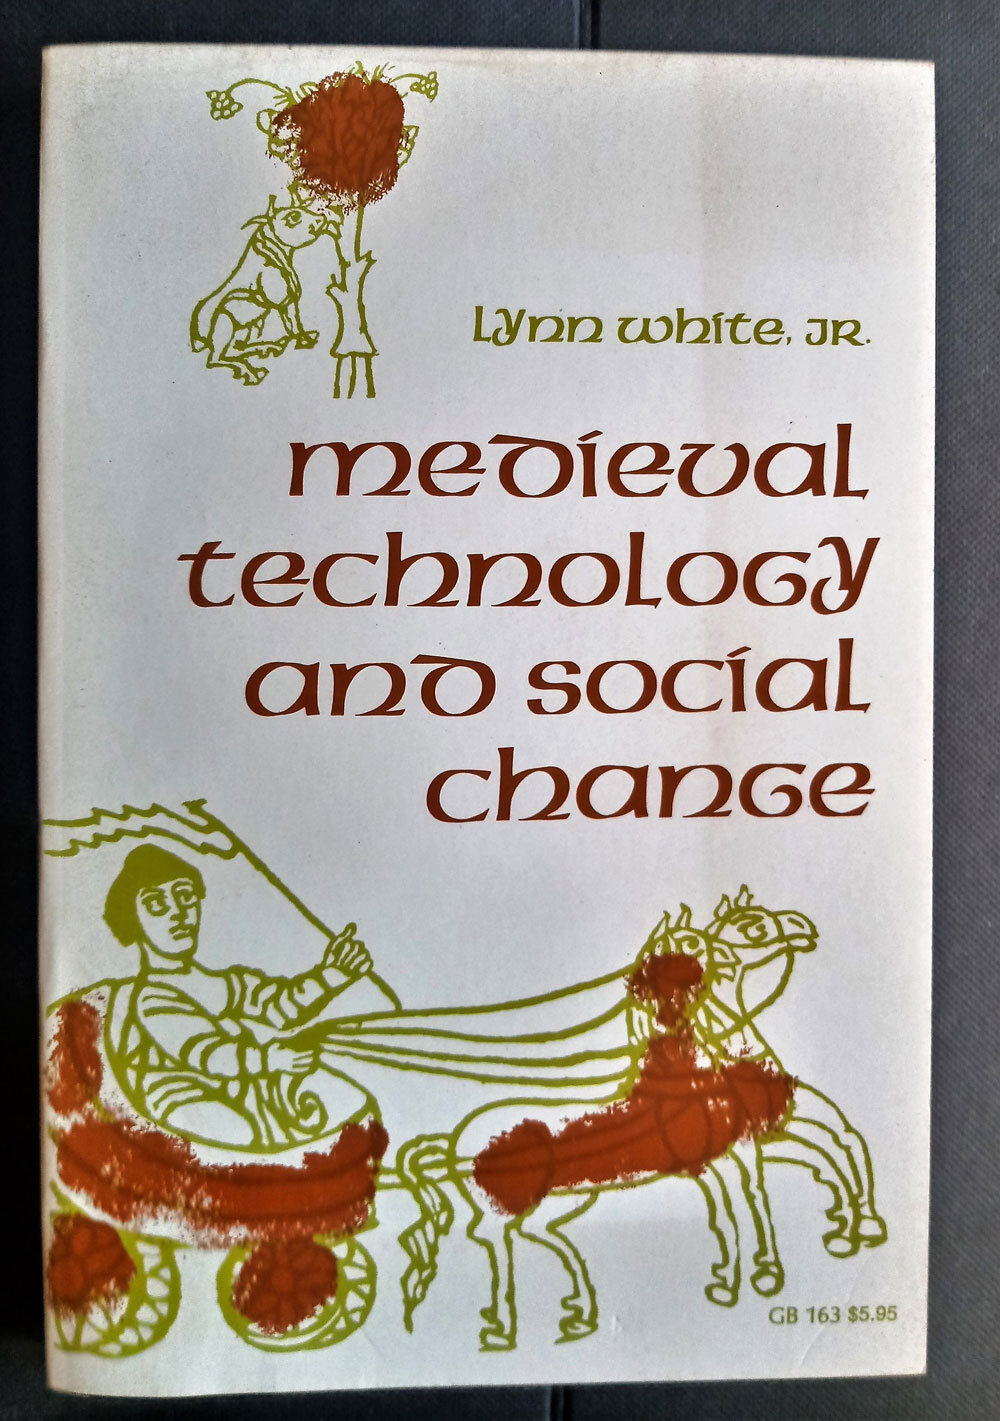 Lynn White, Jr.
medieval
technology
and social
change
GB 163 $5.95